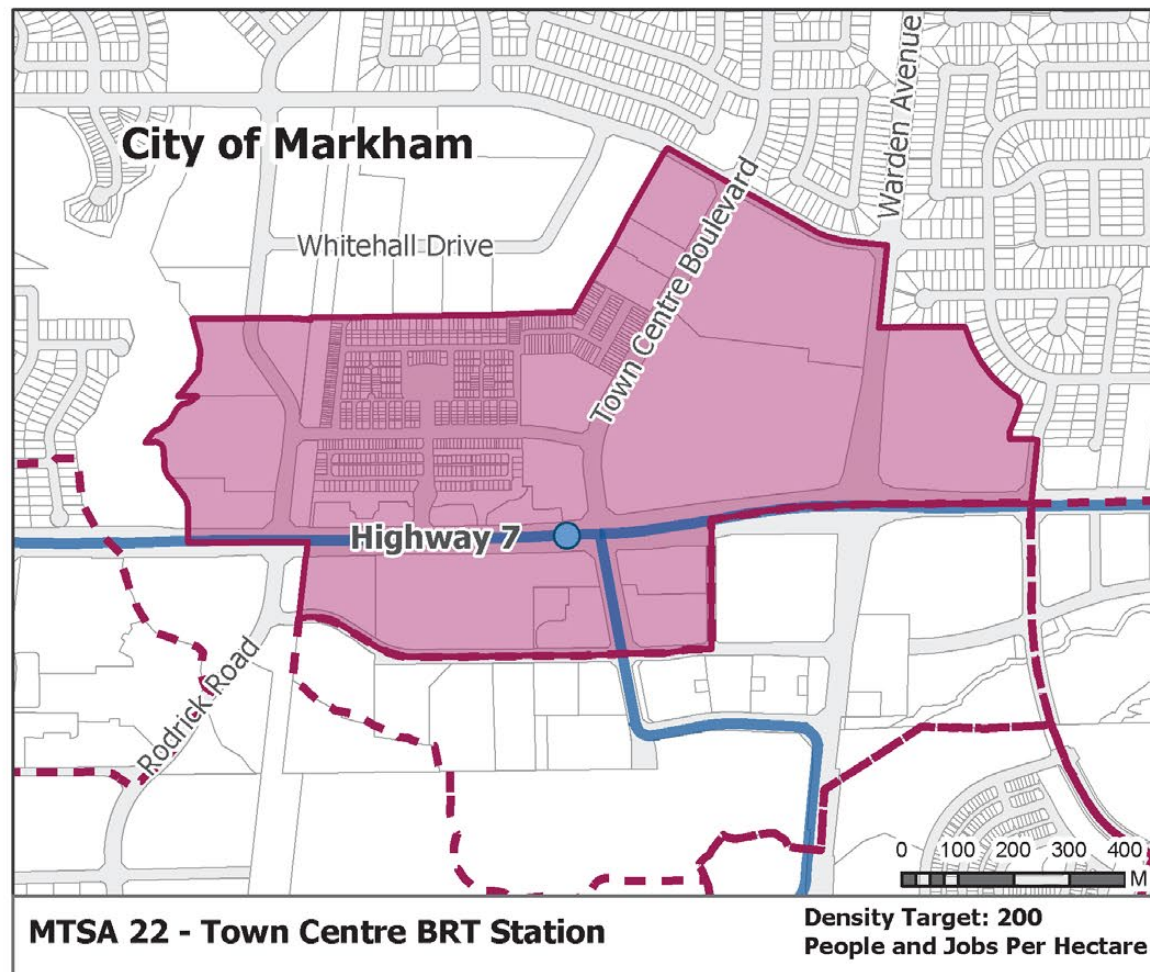 City of Markham
Warden Avenue
Whitehall Drive
Town Centre Boulevard
Highway 7
Rodrick Road
0 100 200 300 400
M
MTSA 22 - Town Centre BRT Station
Density Target: 200
People and Jobs Per Hectare